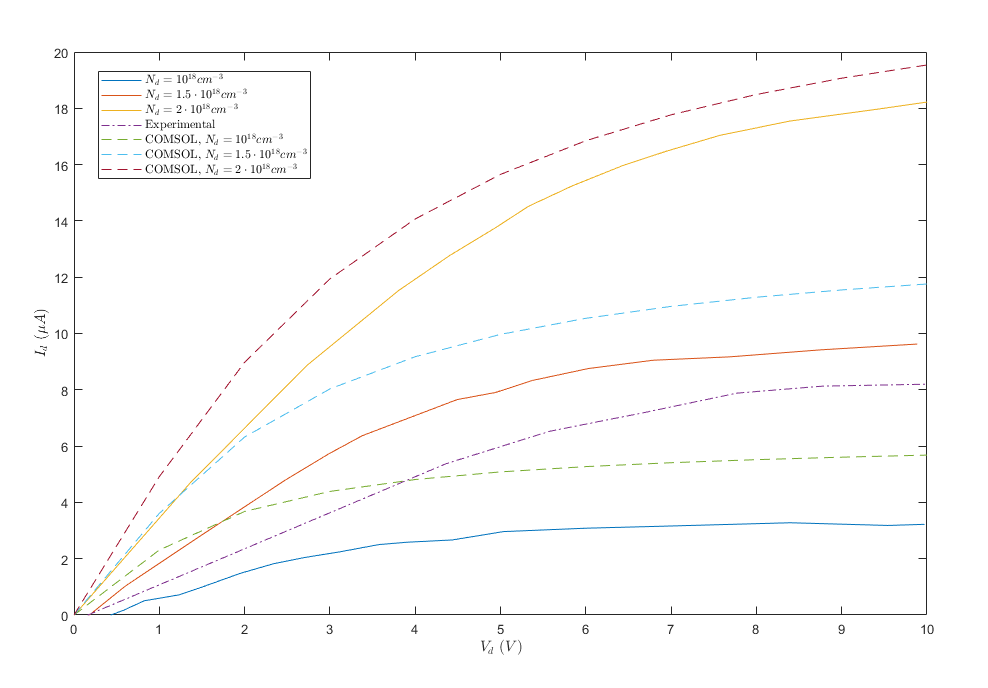 20
18
16
14
12
10
8
6
4
2
0
I_d (μA)
N_d = 10^18 cm^−3
N_d = 1.5 · 10^18 cm^−3
N_d = 2 · 10^18 cm^−3
Experimental
COMSOL, N_d = 10^18 cm^−3
COMSOL, N_d = 1.5 · 10^18 cm^−3
COMSOL, N_d = 2 · 10^18 cm^−3
0 1 2 3 4 5 6 7 8 9 10
V_d (V)